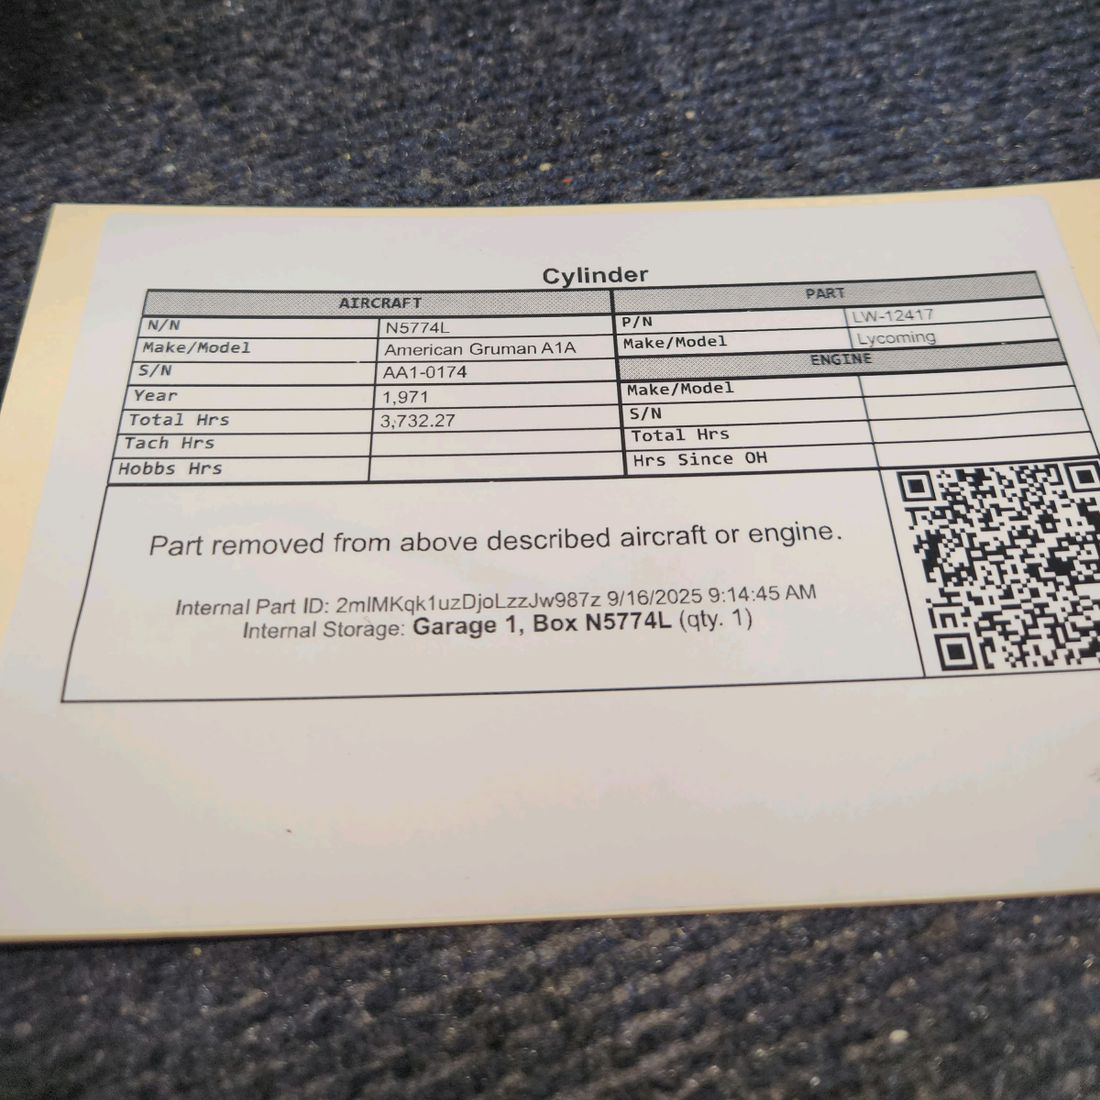 Cylinder
AIRCRAFT PART
N/N N5774L P/N LW-12417
Make/Model American Gruman A1A Make/Model Lycoming
S/N AA1-0174 ENGINE
Year 1,971 Make/Model
Total Hrs 3,732.27 S/N
Tach Hrs Total Hrs
Hobbs Hrs Hrs Since OH
Part removed from above described aircraft or engine.
Internal Part ID: 2mlMKqk1uzDjoLzzJw987z 9/16/2025 9:14:45 AM
Internal Storage: Garage 1, Box N5774L (qty. 1)